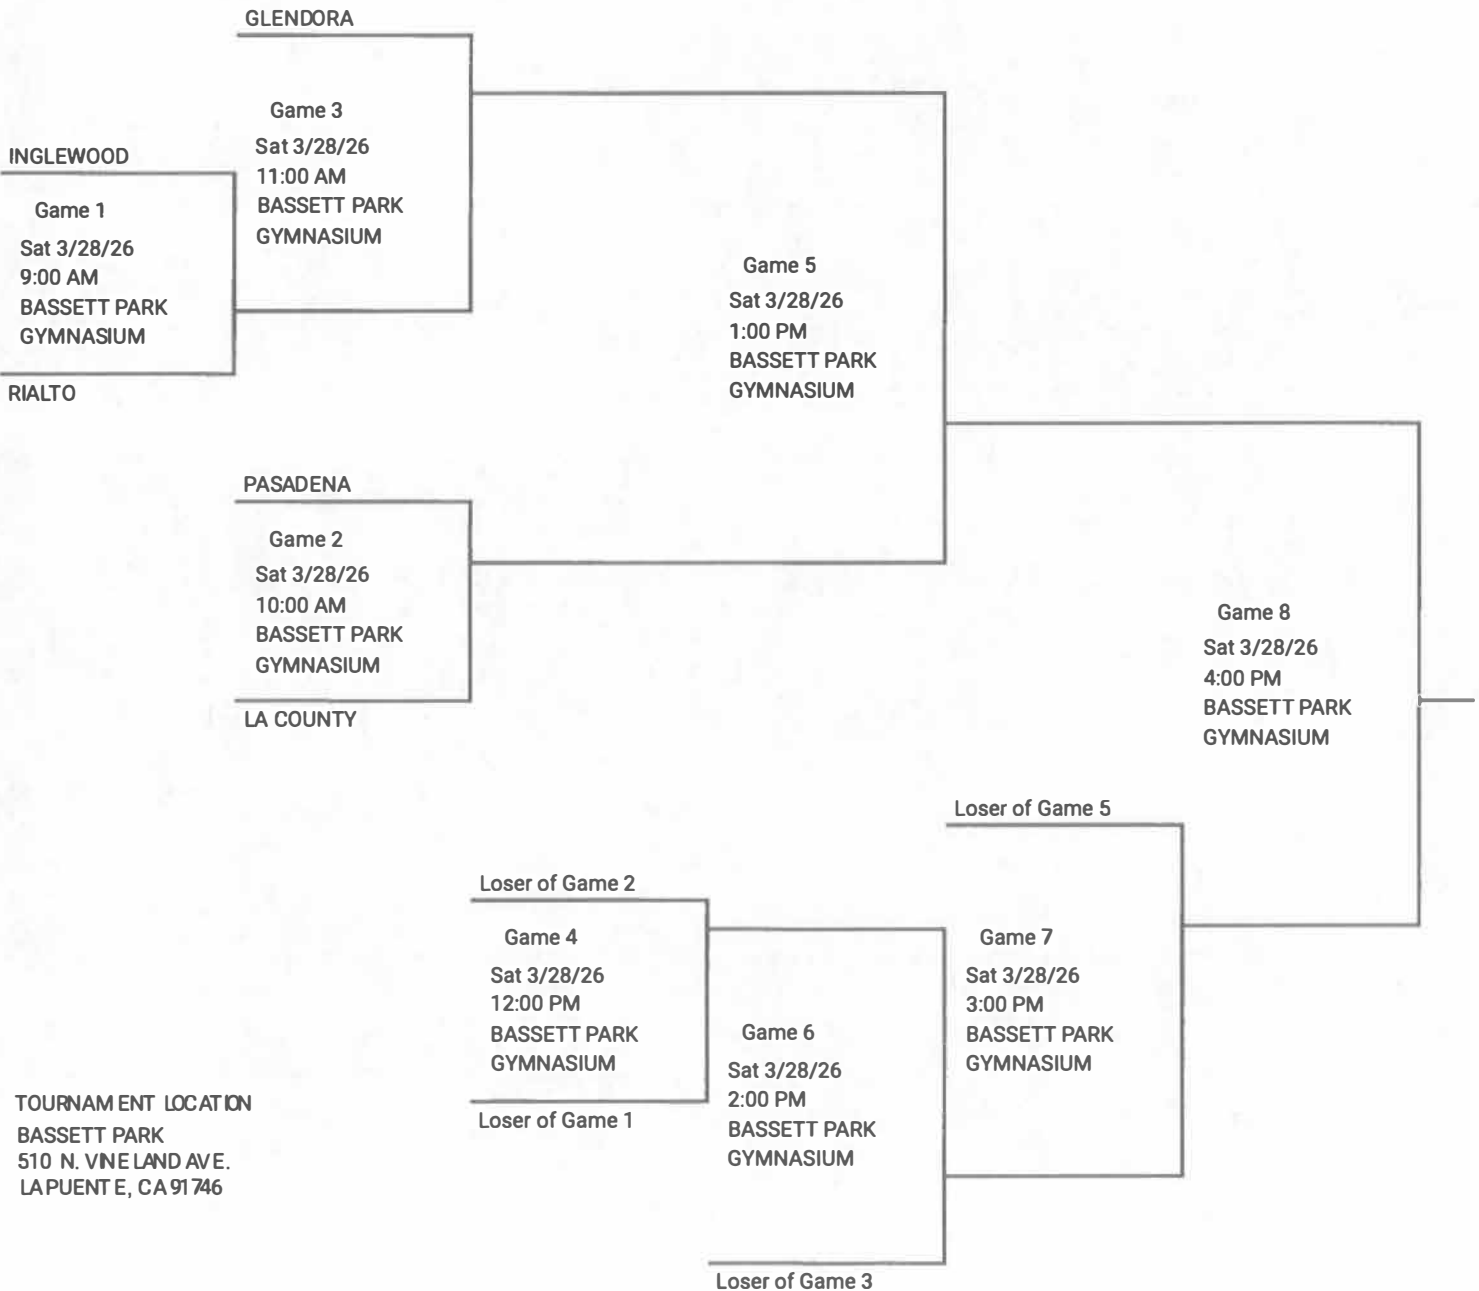 GLENDORA
Game 3
Sat 3/28/26
11:00 AM
BASSETT PARK
GYMNASIUM
INGLEWOOD
Game 1
Sat 3/28/26
9:00 AM
BASSETT PARK
GYMNASIUM
RIALTO
Game 5
Sat 3/28/26
1:00 PM
BASSETT PARK
GYMNASIUM
PASADENA
Game 2
Sat 3/28/26
10:00 AM
BASSETT PARK
GYMNASIUM
LA COUNTY
Game 8
Sat 3/28/26
4:00 PM
BASSETT PARK
GYMNASIUM
Loser of Game 5
Loser of Game 2
Game 4
Sat 3/28/26
12:00 PM
BASSETT PARK
GYMNASIUM
Loser of Game 1
Game 7
Sat 3/28/26
3:00 PM
BASSETT PARK
GYMNASIUM
Game 6
Sat 3/28/26
2:00 PM
BASSETT PARK
GYMNASIUM
Loser of Game 3
TOURNAMENT LOCATION
BASSETT PARK
510 N. VINELAND AVE.
LA PUENTE, CA 91746